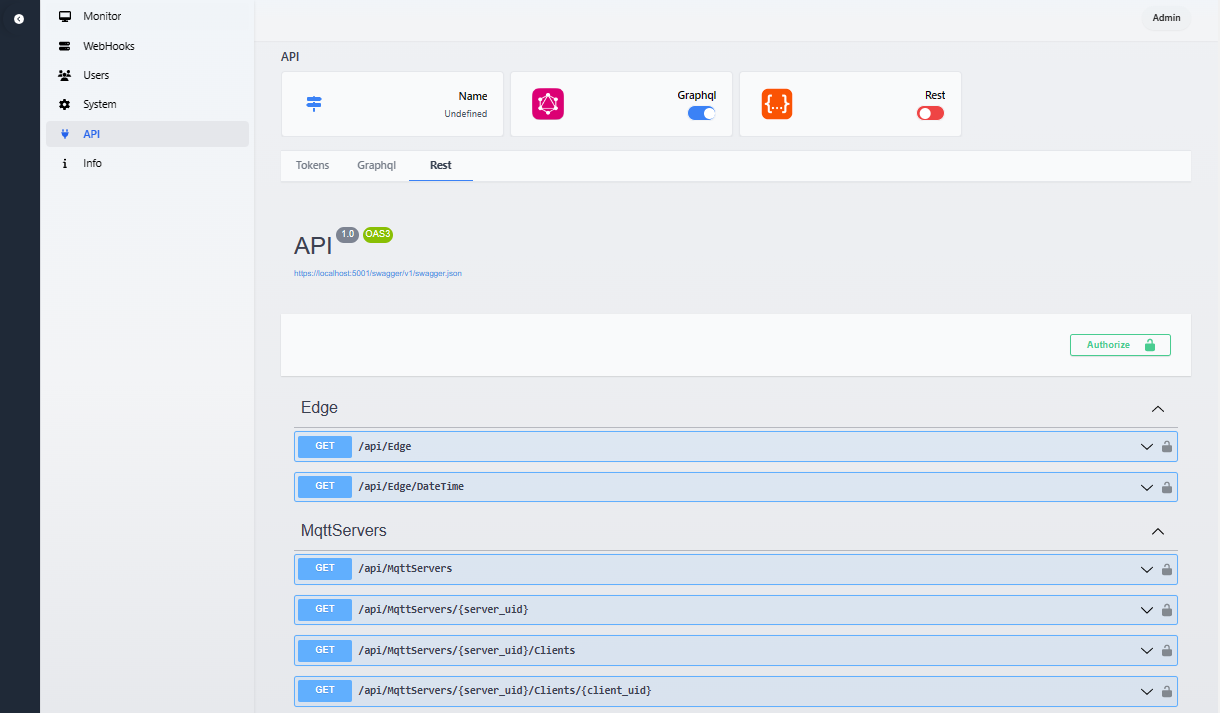 Monitor
Admin
WebHooks
Users
System
API
Info
API
Name
Undefined
Graphql
{...}
Rest
Tokens
Graphql
Rest
API 1.0 OAS3
https://localhost:5001/swagger/v1/swagger.json
Authorize
Edge
GET /api/Edge
GET /api/Edge/DateTime
MqttServers
GET /api/MqttServers
GET /api/MqttServers/{server_uid}
GET /api/MqttServers/{server_uid}/Clients
GET /api/MqttServers/{server_uid}/Clients/{client_uid}